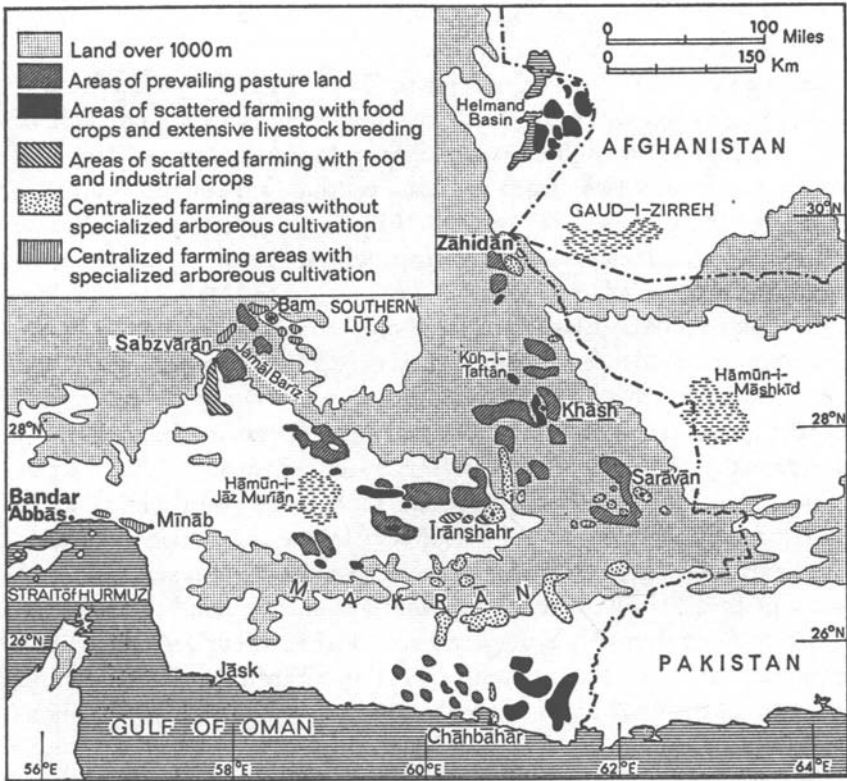 Land over 1000 m
Areas of prevailing pasture land
Areas of scattered farming with food
crops and extensive livestock breeding
Areas of scattered farming with food
and industrial crops
Centralized farming areas without
specialized arboreous cultivation
Centralized farming areas with
specialized arboreous cultivation
0 100 Miles
0 150 Km
Helmand
Basin
AFGHANISTAN
GAUD-I-ZIRREH
30°N
Zāhidān
Bam
SOUTHERN
LŪT
Sabzvārān
Jamāl Bāriz
Kūh-i-
Taftān
Hāmūn-i-
Māshkīd
Khāsh
28°N
28°N
Sarāvān
Hāmūn-i-
Jāz Muriān
Bandar
'Abbās
Mīnāb
Īrānshahr
STRAIT of HURMUZ
MAKRĀN
26°N
26°N
PAKISTAN
Jāsk
GULF OF OMAN
Chāhbahār
56°E 58°E 60°E 62°E 64°E